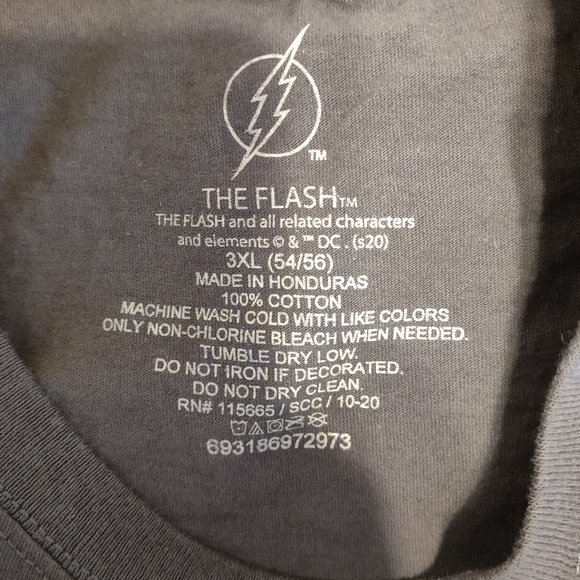 TM
THE FLASH™
THE FLASH and all related characters
and elements © & ™ DC . (s20)
3XL (54/56)
MADE IN HONDURAS
100% COTTON
MACHINE WASH COLD WITH LIKE COLORS
ONLY NON-CHLORINE BLEACH WHEN NEEDED.
TUMBLE DRY LOW.
DO NOT IRON IF DECORATED.
DO NOT DRY CLEAN.
RN# 115665 / SCC / 10-20
693186972973